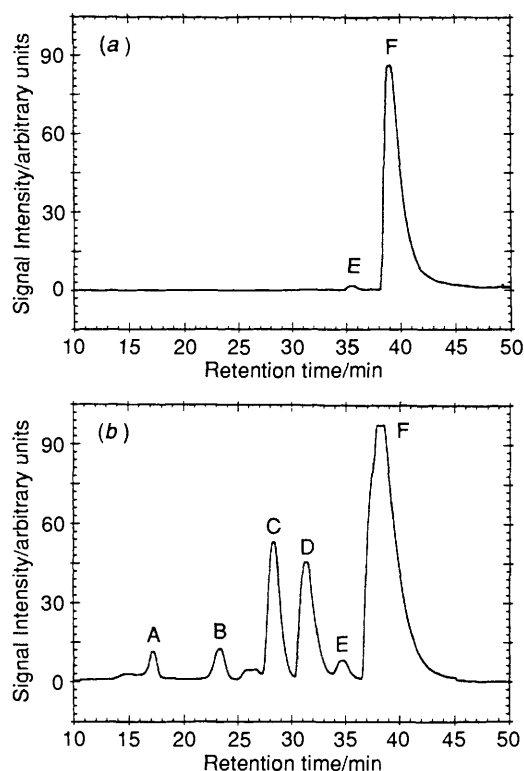 (a)
F
E
90
60
30
0
Signal Intensity/arbitrary units
10 15 20 25 30 35 40 45 50
Retention time/min
(b)
F
C
D
A
B
E
90
60
30
0
Signal Intensity/arbitrary units
10 15 20 25 30 35 40 45 50
Retention time/min